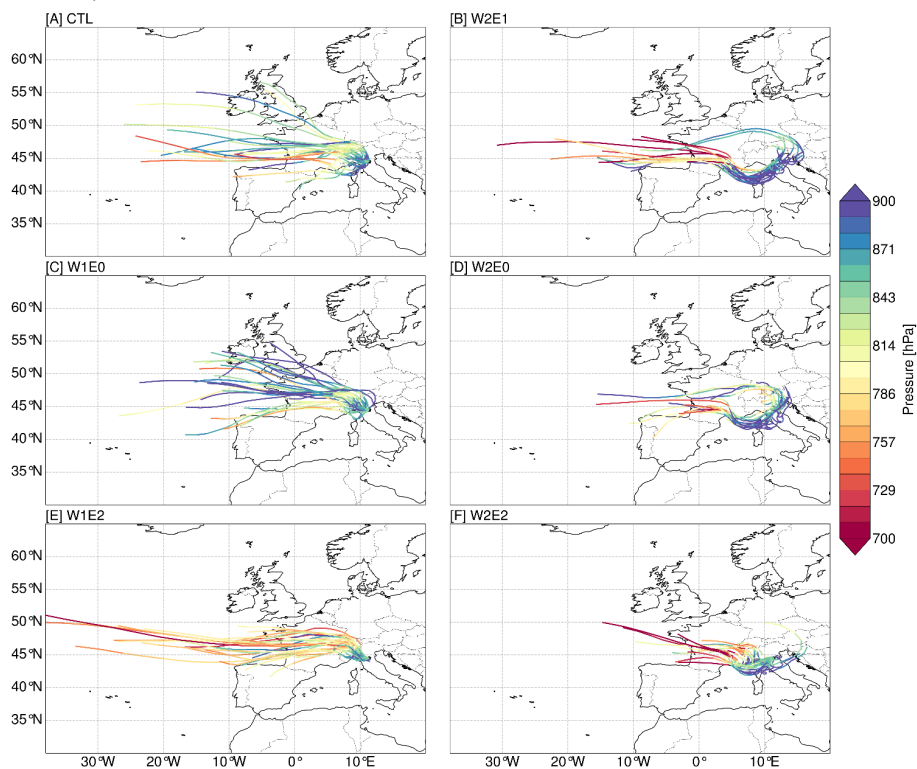 [A] CTL
[B] W2E1
60°N
55°N
50°N
45°N
40°N
35°N
[C] W1E0
[D] W2E0
60°N
55°N
50°N
45°N
40°N
35°N
[E] W1E2
[F] W2E2
60°N
55°N
50°N
45°N
40°N
35°N
30°W 20°W 10°W 0° 10°E
30°W 20°W 10°W 0° 10°E
900
871
843
814
786
757
729
700
Pressure [hPa]